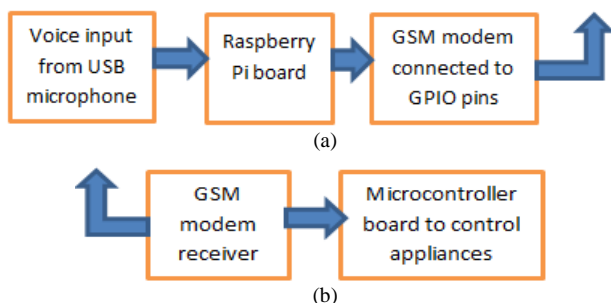 Voice input
from USB
microphone
Raspberry
Pi board
GSM modem
connected to
GPIO pins
(a)
GSM
modem
receiver
Microcontroller
board to control
appliances
(b)